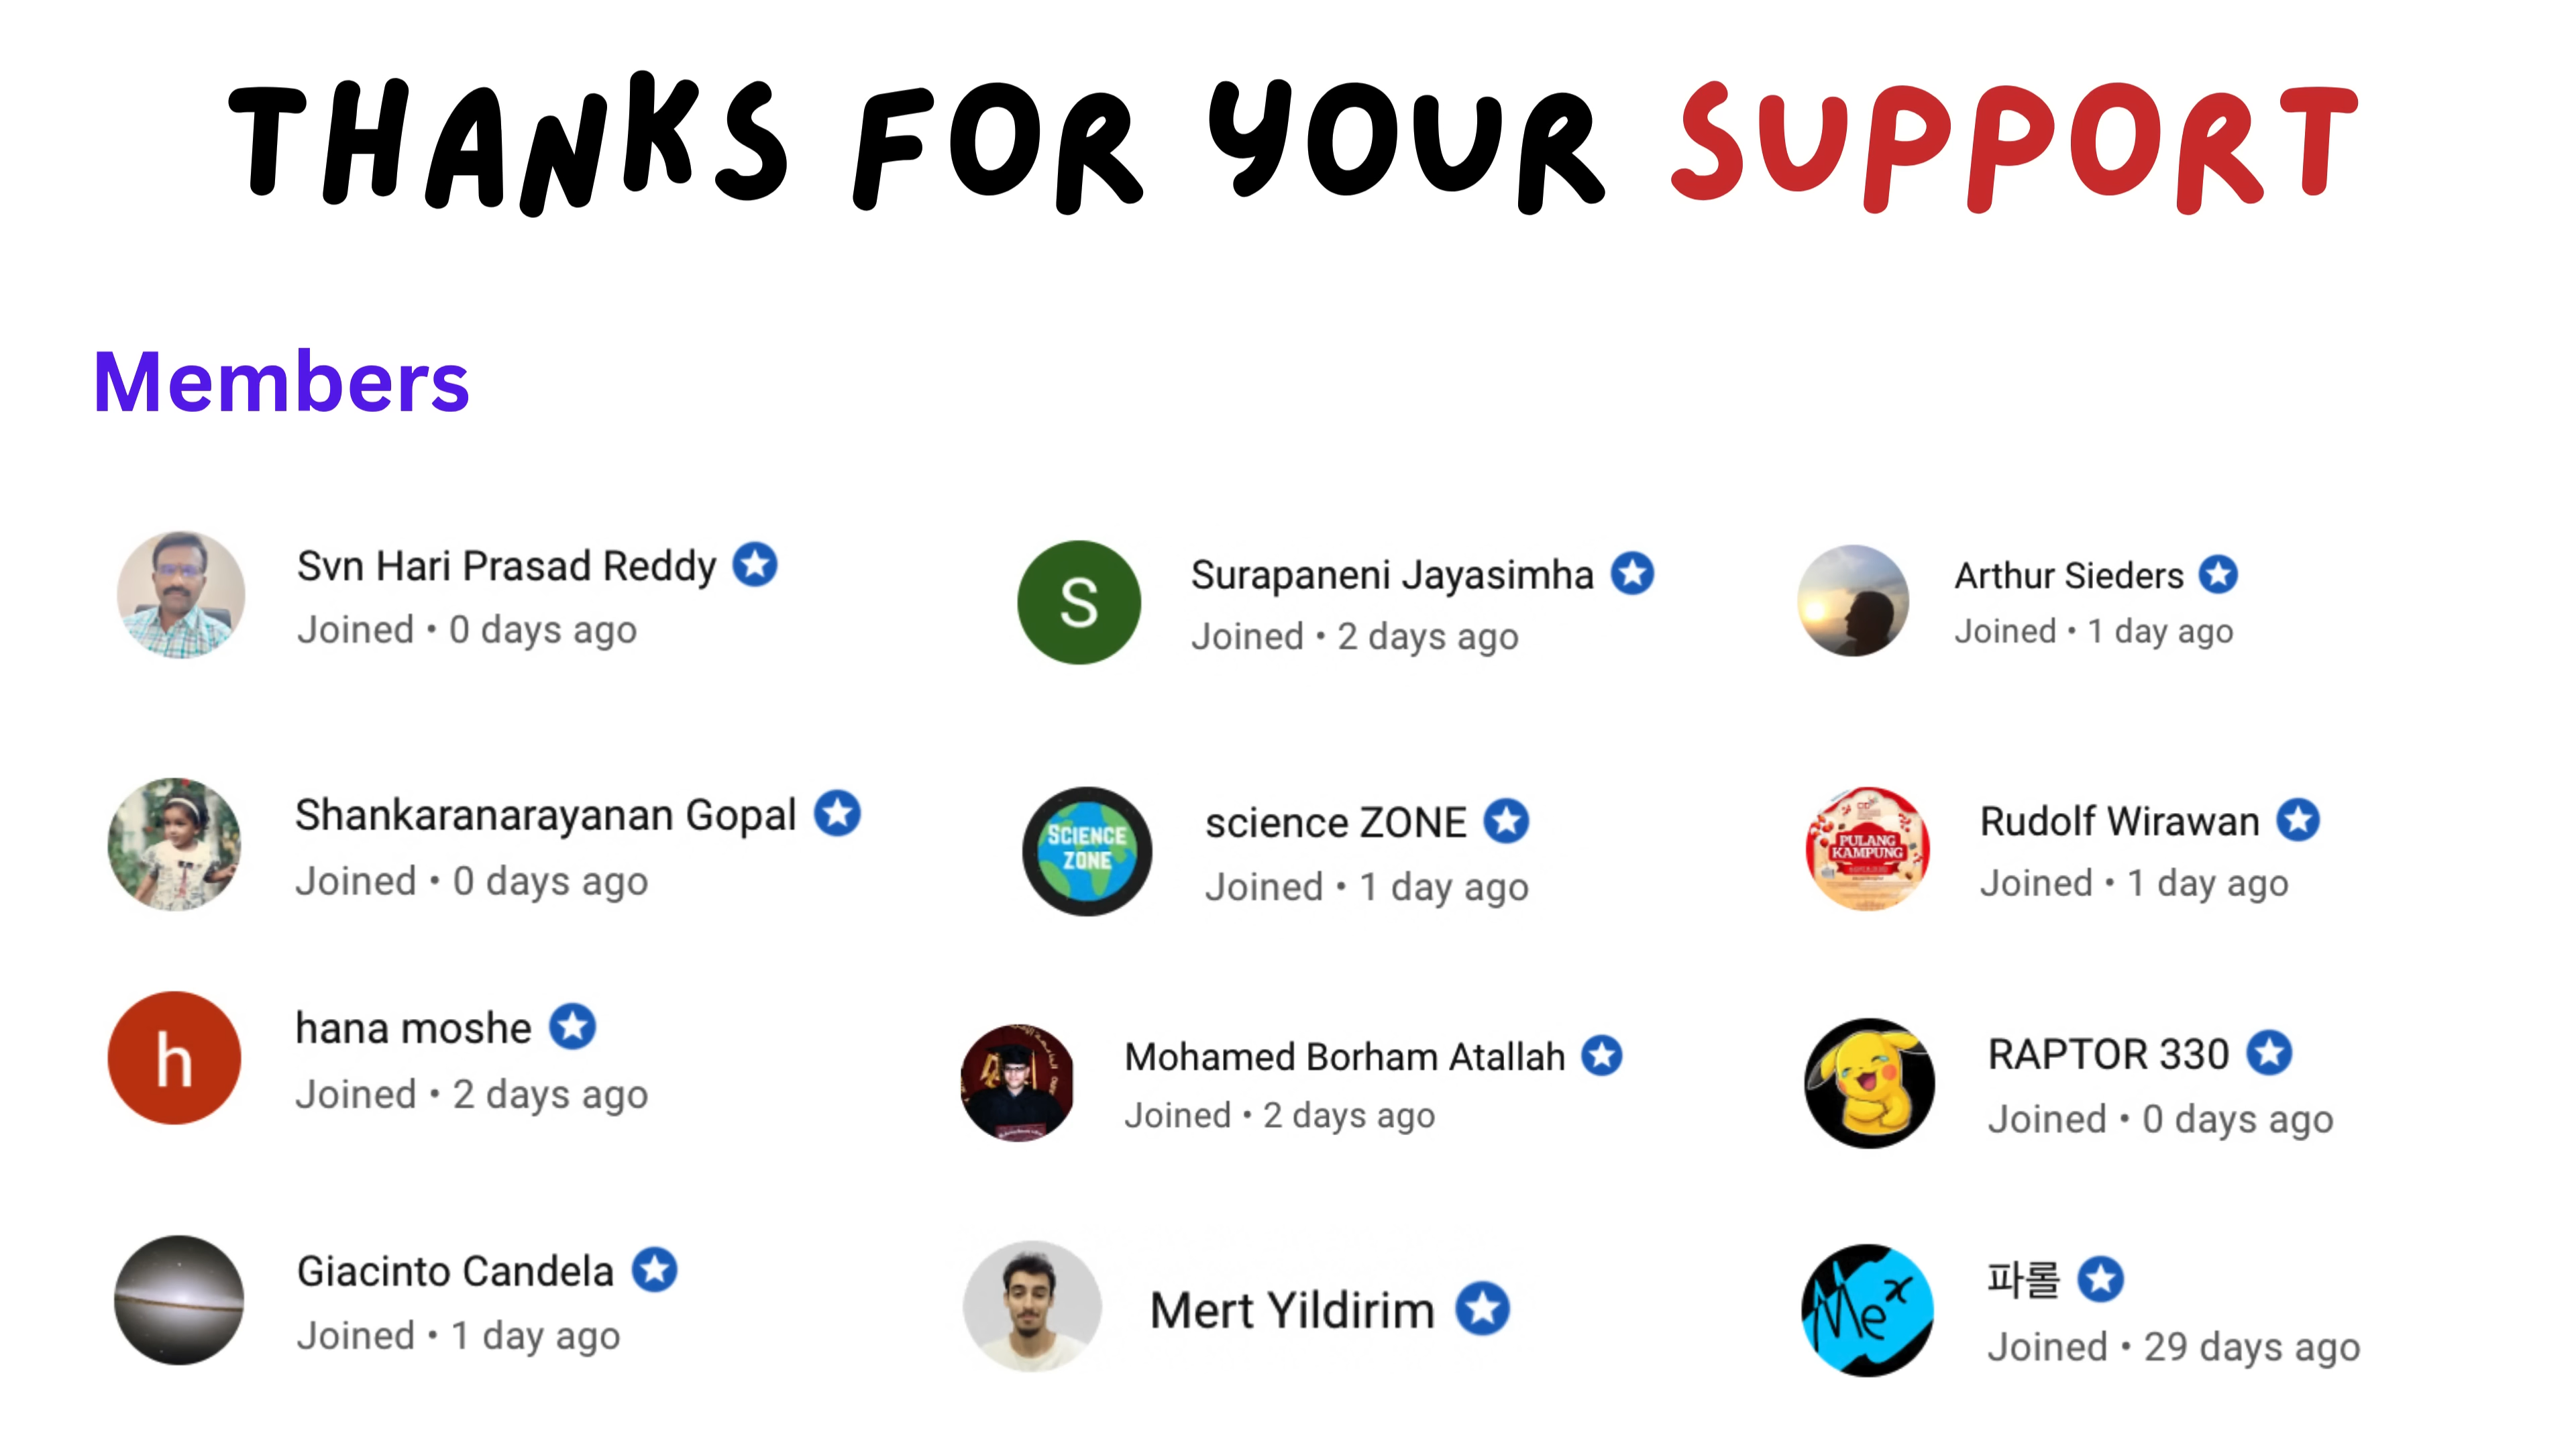 THANKS FOR YOUR SUPPORT
Members
Svn Hari Prasad Reddy
Joined • 0 days ago
S
Surapaneni Jayasimha
Joined • 2 days ago
Arthur Sieders
Joined • 1 day ago
Shankaranarayanan Gopal
Joined • 0 days ago
SCIENCE
ZONE
science ZONE
Joined • 1 day ago
PULANG
KAMPUNG
Rudolf Wirawan
Joined • 1 day ago
h
hana moshe
Joined • 2 days ago
Mohamed Borham Atallah
Joined • 2 days ago
RAPTOR 330
Joined • 0 days ago
Giacinto Candela
Joined • 1 day ago
Mert Yildirim
Me x
파롤
Joined • 29 days ago